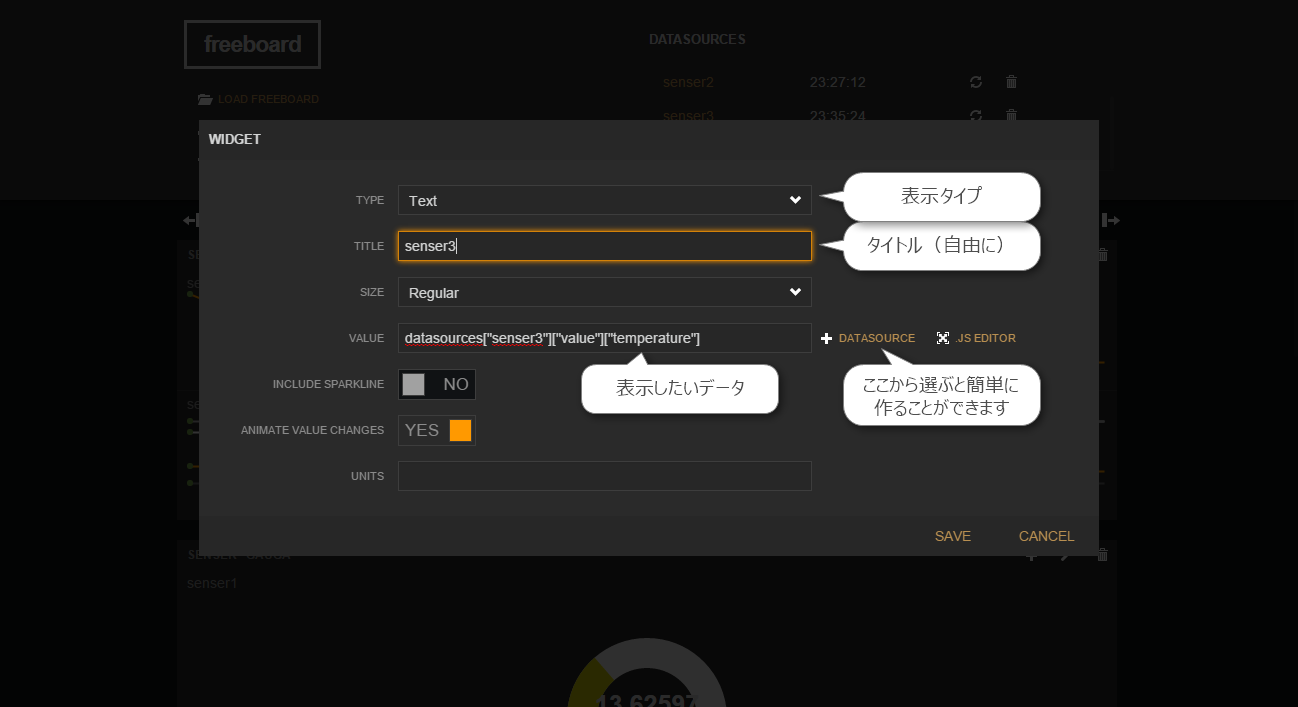 freeboard
DATASOURCES
senser2 23:27:12
LOAD FREEBOARD
senser3 23:35:24
WIDGET
TYPE Text 表示タイプ
TITLE senser3 タイトル（自由に）
SIZE Regular
VALUE datasources["senser3"]["value"]["temperature"] DATASOURCE .JS EDITOR
INCLUDE SPARKLINE NO 表示したいデータ ここから選ぶと簡単に
作ることができます
ANIMATE VALUE CHANGES YES
UNITS
SAVE CANCEL
senser1
13.62597